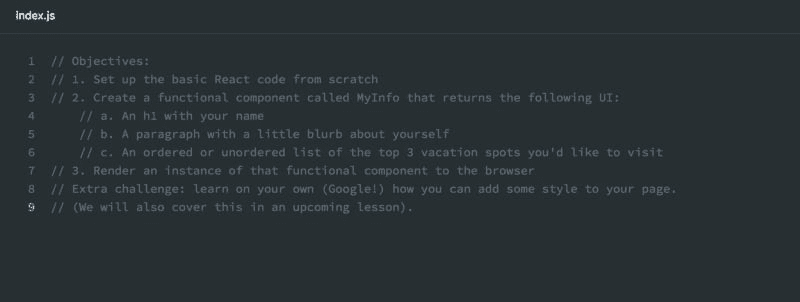 index.js
1 // Objectives:
2 // 1. Set up the basic React code from scratch
3 // 2. Create a functional component called MyInfo that returns the following UI:
4     // a. An h1 with your name
5     // b. A paragraph with a little blurb about yourself
6     // c. An ordered or unordered list of the top 3 vacation spots you'd like to visit
7 // 3. Render an instance of that functional component to the browser
8 // Extra challenge: learn on your own (Google!) how you can add some style to your page.
9 // (We will also cover this in an upcoming lesson).